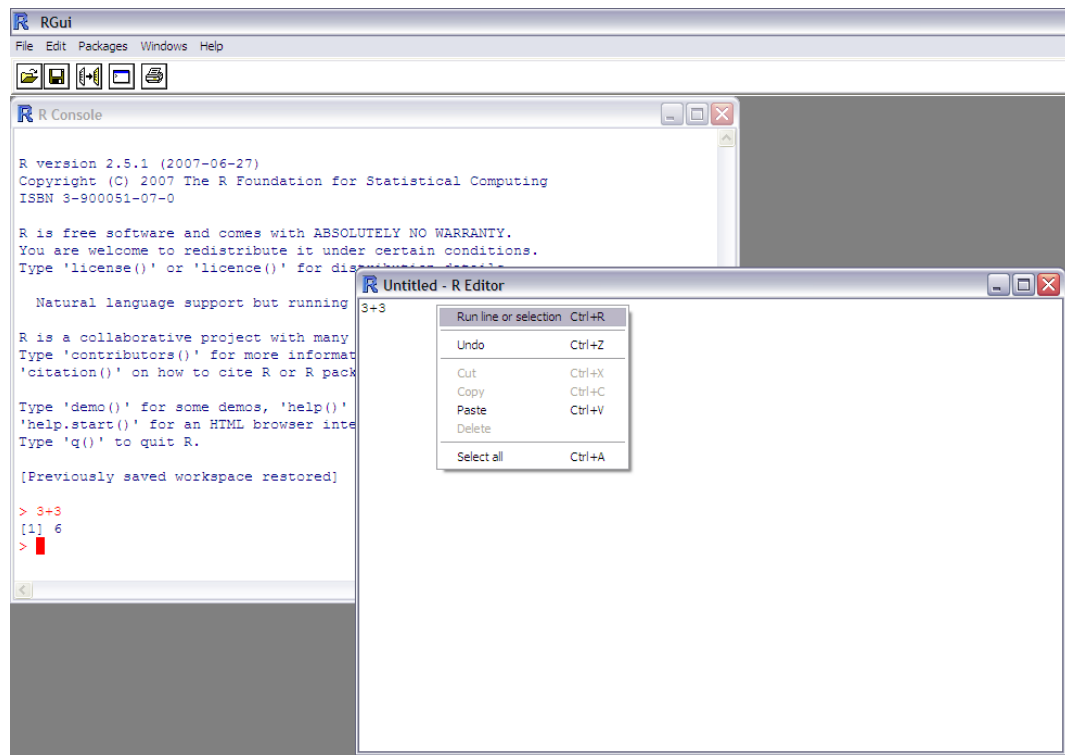 RGui
File Edit Packages Windows Help
R Console
R version 2.5.1 (2007-06-27)
Copyright (C) 2007 The R Foundation for Statistical Computing
ISBN 3-900051-07-0
R is free software and comes with ABSOLUTELY NO WARRANTY.
You are welcome to redistribute it under certain conditions.
Type 'license()' or 'licence()' for distribution details.
Natural language support but running
R is a collaborative project with many
Type 'contributors()' for more informat
'citation()' on how to cite R or R pack
Type 'demo()' for some demos, 'help()'
'help.start()' for an HTML browser inte
Type 'q()' to quit R.
[Previously saved workspace restored]
> 3+3
[1] 6
>
Untitled - R Editor
3+3
Run line or selection Ctrl+R
Undo Ctrl+Z
Cut Ctrl+X
Copy Ctrl+C
Paste Ctrl+V
Delete
Select all Ctrl+A